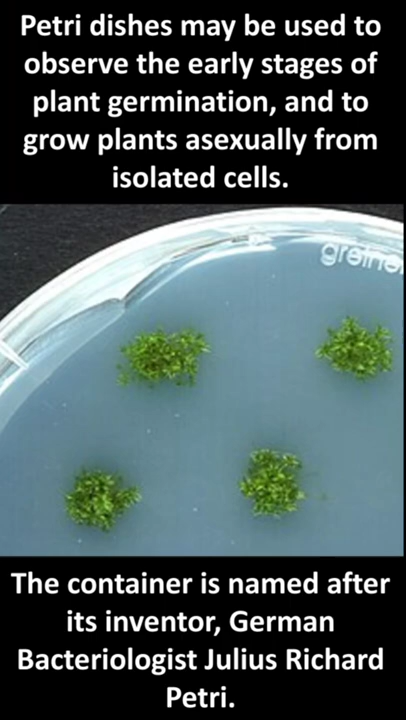 Petri dishes may be used to
observe the early stages of
plant germination, and to
grow plants asexually from
isolated cells.
greine
The container is named after
its inventor, German
Bacteriologist Julius Richard
Petri.